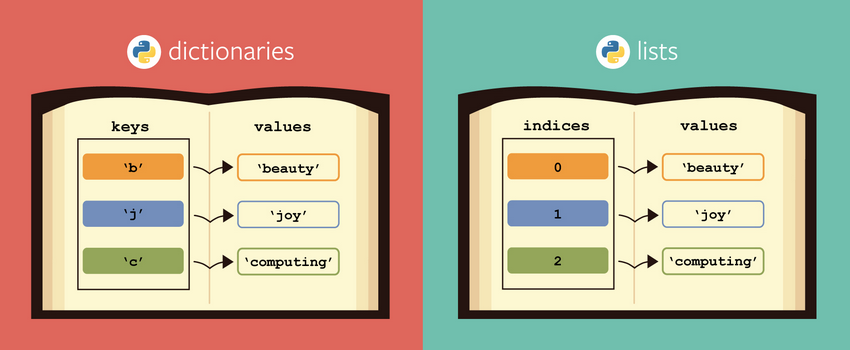 dictionaries
keys values
‘b’ ‘beauty’
‘j’ ‘joy’
‘c’ ‘computing’
lists
indices values
0 ‘beauty’
1 ‘joy’
2 ‘computing’